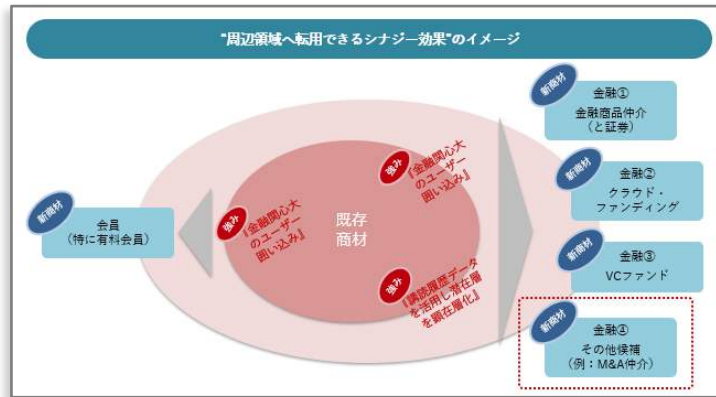 “周辺領域へ転用できるシナジー効果”のイメージ
新商材
会員
(特に有料会員)
強み
『金融関心大
のユーザー
囲い込み』
既存
商材
強み
『金融関心大
のユーザー
囲い込み』
強み
『購読履歴データ
を活用し潜在層
を顕在層化』
新商材
金融①
金融商品仲介
(と証券)
新商材
金融②
クラウド・
ファンディング
新商材
金融③
VCファンド
新商材
金融④
その他候補
(例:M&A仲介)